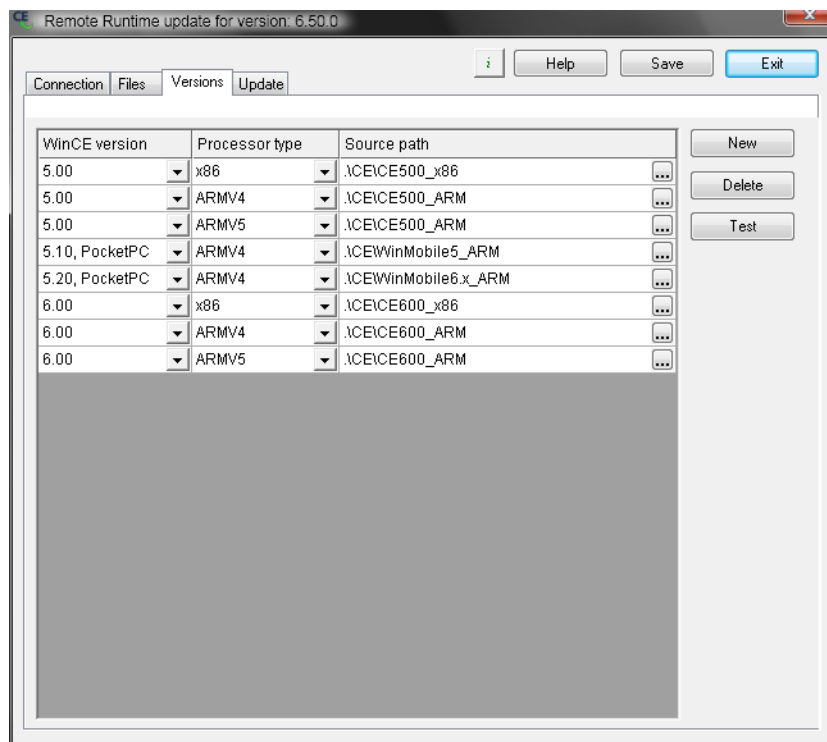 CE Remote Runtime update for version: 6.50.0
i Help Save Exit
Connection Files Versions Update
WinCE version Processor type Source path New
5.00 x86 .\CE\CE500_x86
5.00 ARMV4 .\CE\CE500_ARM Delete
5.00 ARMV5 .\CE\CE500_ARM Test
5.10, PocketPC ARMV4 .\CE\WinMobile5_ARM
5.20, PocketPC ARMV4 .\CE\WinMobile6.x_ARM
6.00 x86 .\CE\CE600_x86
6.00 ARMV4 .\CE\CE600_ARM
6.00 ARMV5 .\CE\CE600_ARM